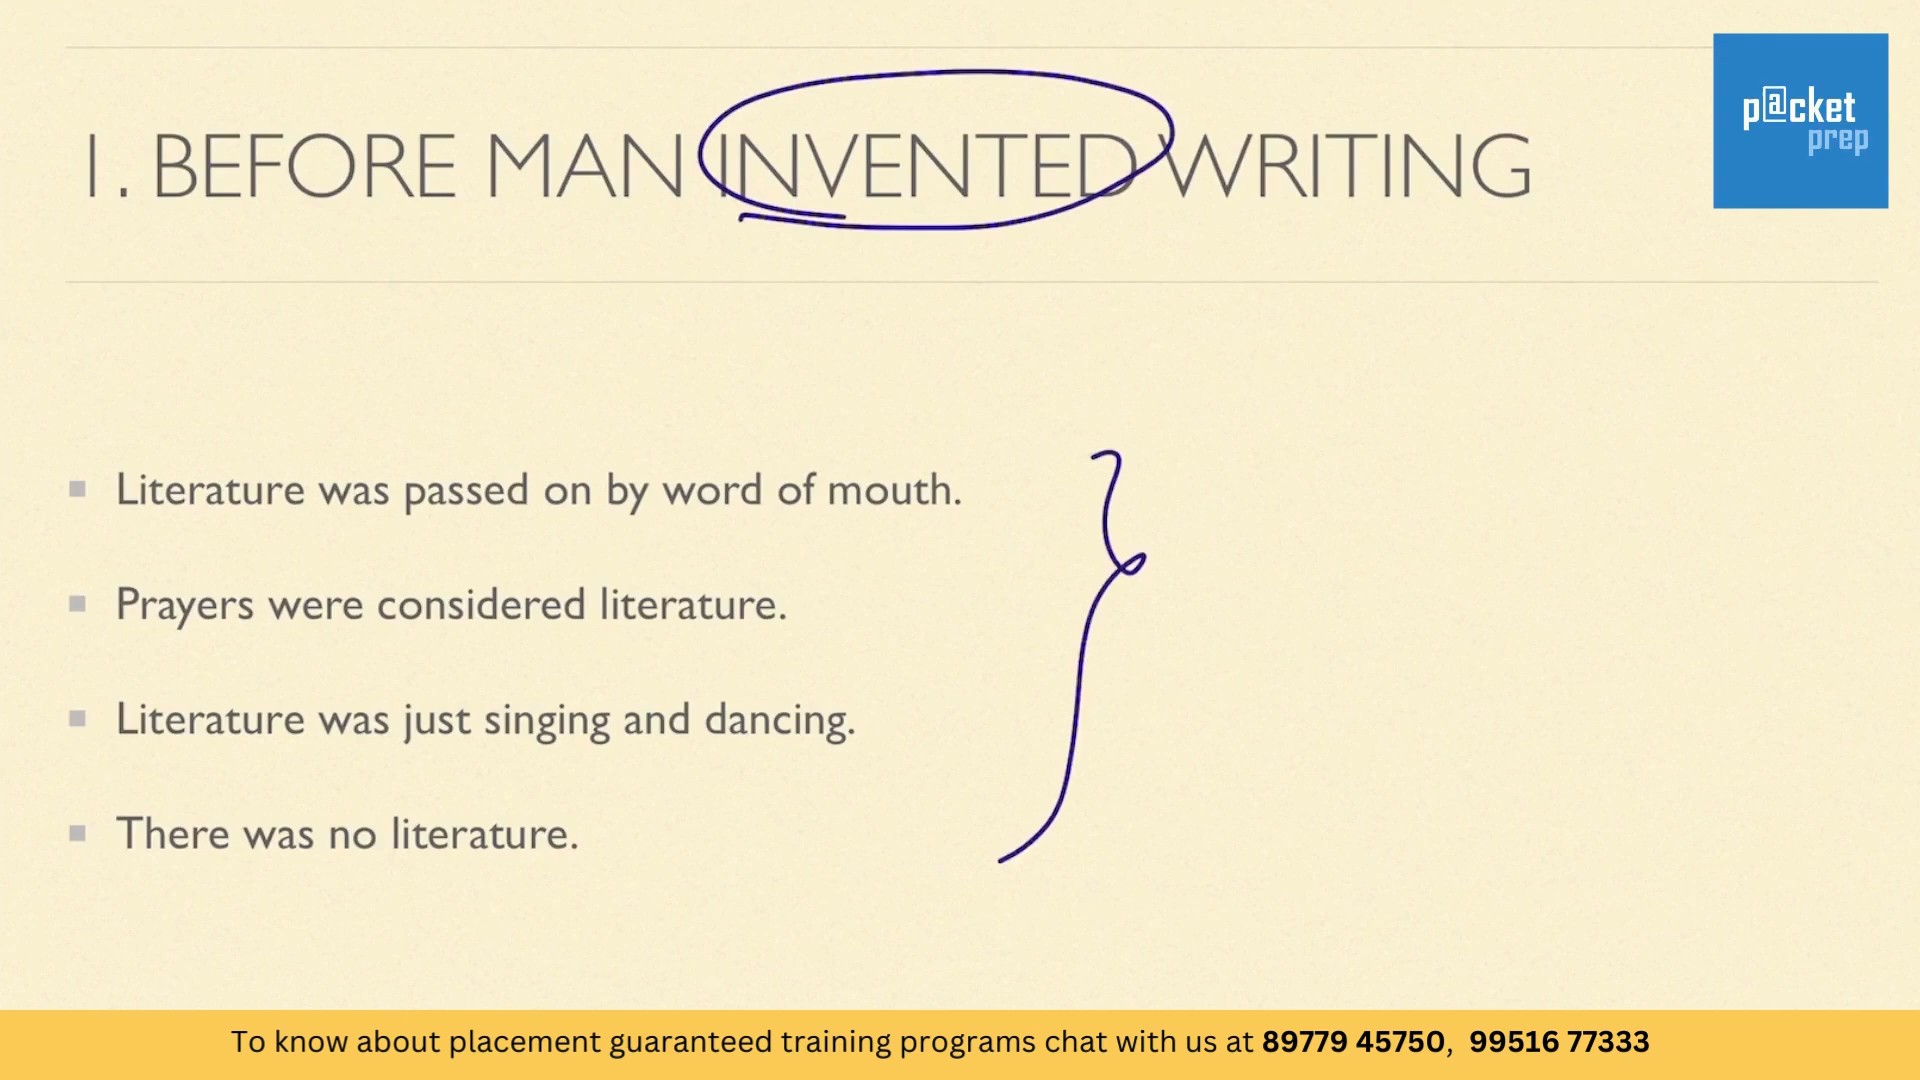 1. BEFORE MAN INVENTED WRITING
p@cket
prep
Literature was passed on by word of mouth.
Prayers were considered literature.
Literature was just singing and dancing.
There was no literature.
To know about placement guaranteed training programs chat with us at 89779 45750, 99516 77333